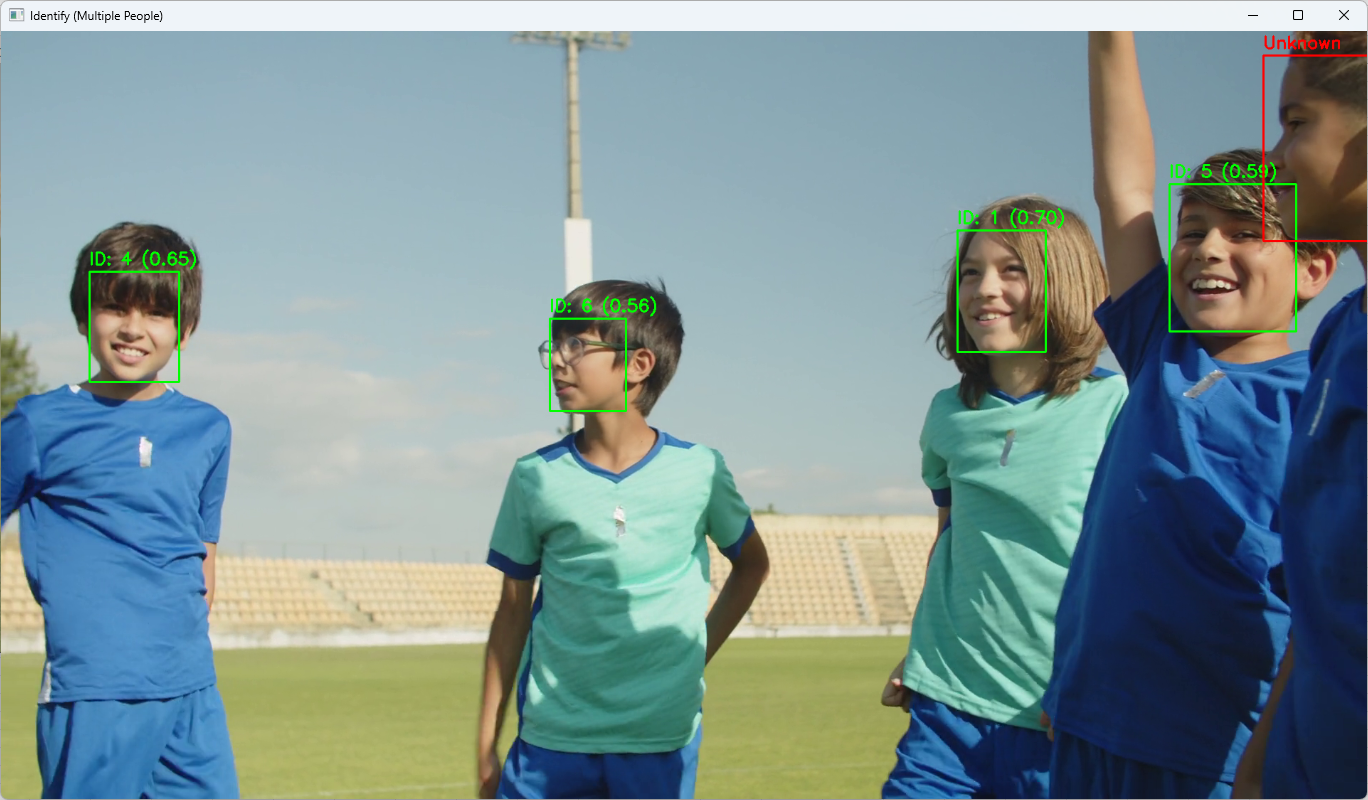 Identify (Multiple People)
Unknown
ID: 5 (0.59)
ID: 1 (0.70)
ID: 4 (0.65)
ID: 6 (0.56)